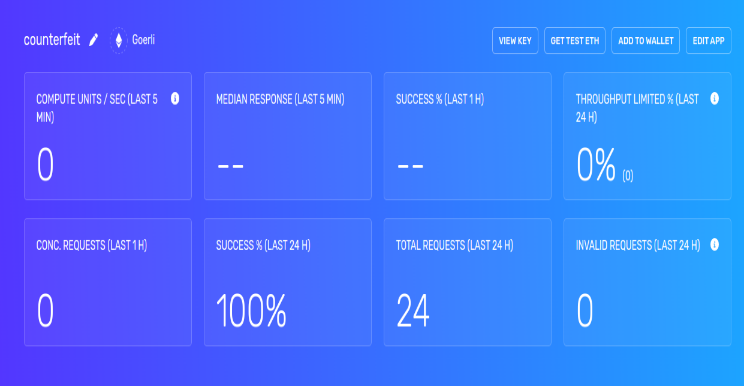 counterfeit Goerli VIEW KEY GET TEST ETH ADD TO WALLET EDIT APP
COMPUTE UNITS / SEC (LAST 5
MIN)
0
MEDIAN RESPONSE (LAST 5 MIN)
--
SUCCESS % (LAST 1 H)
--
THROUGHPUT LIMITED % (LAST
24 H)
0% (0)
CONC. REQUESTS (LAST 1 H)
0
SUCCESS % (LAST 24 H)
100%
TOTAL REQUESTS (LAST 24 H)
24
INVALID REQUESTS (LAST 24 H)
0